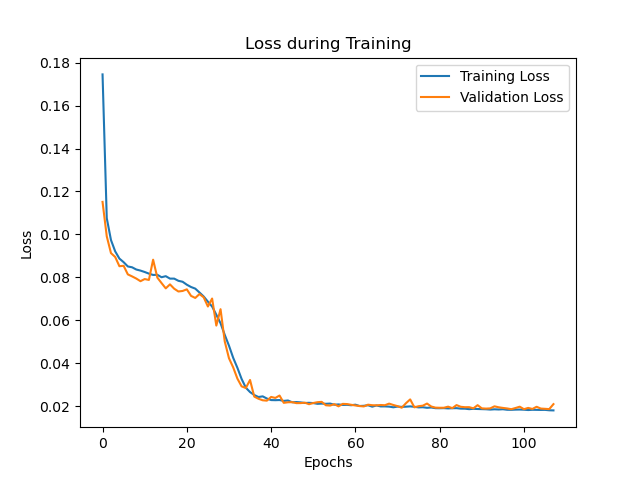 Loss during Training
Training Loss
Validation Loss
0.18
0.16
0.14
0.12
0.10
0.08
0.06
0.04
0.02
Loss
0 20 40 60 80 100
Epochs